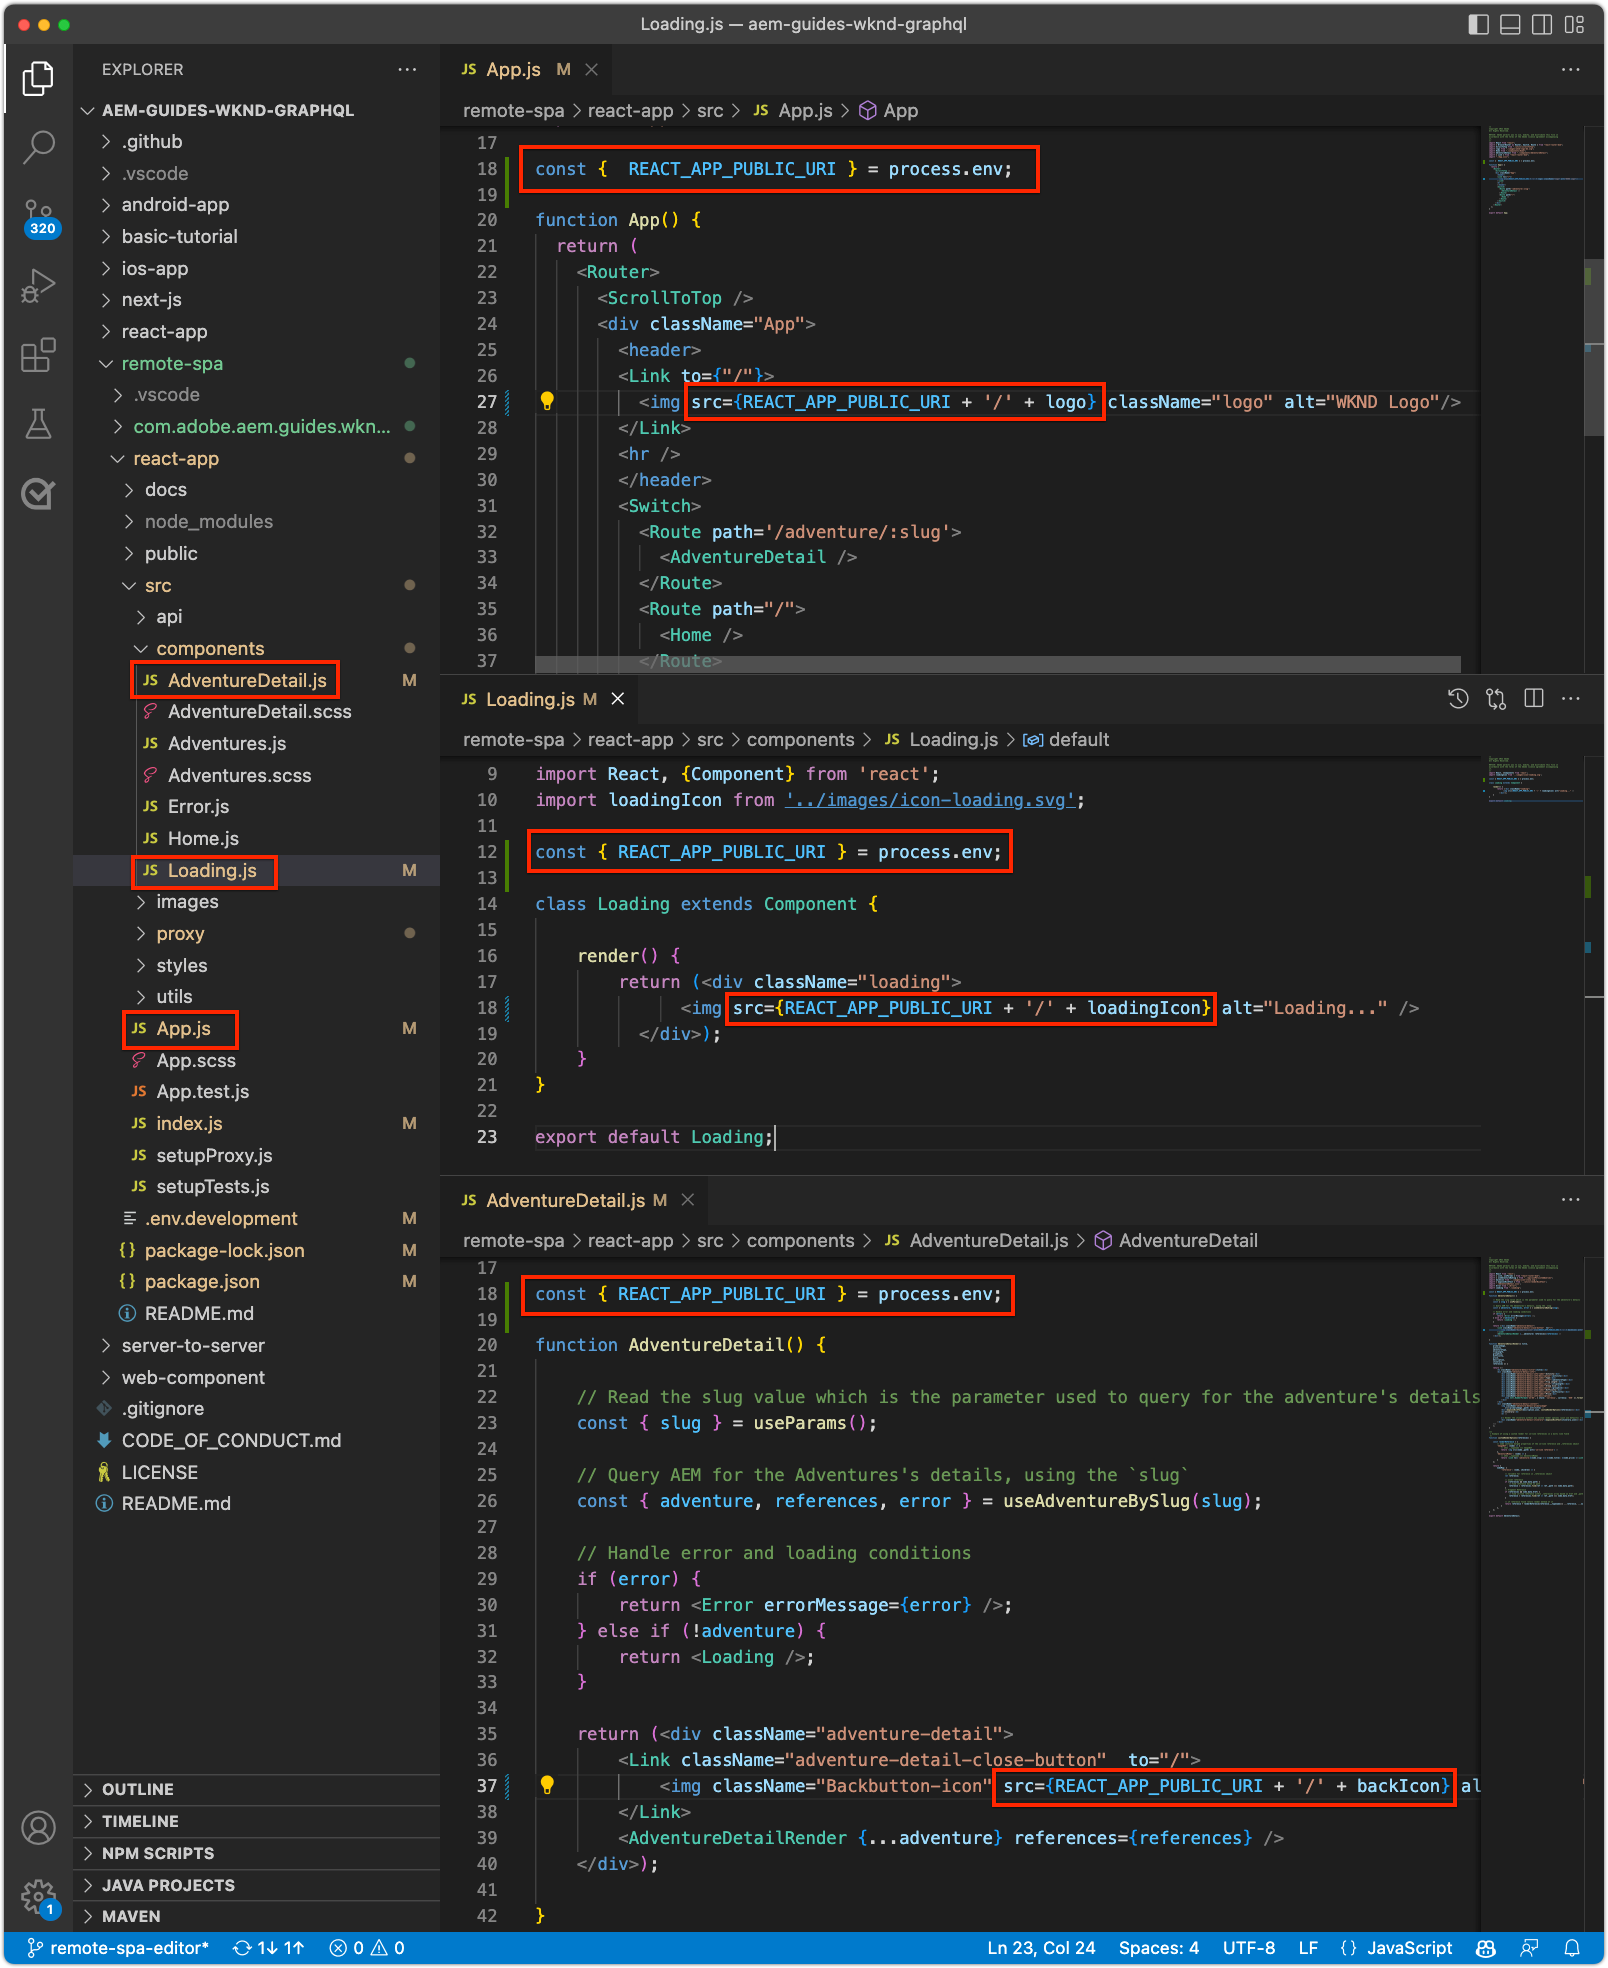 Loading.js — aem-guides-wknd-graphql
EXPLORER
AEM-GUIDES-WKND-GRAPHQL
.github
.vscode
320
android-app
basic-tutorial
ios-app
next-js
react-app
remote-spa
.vscode
com.adobe.aem.guides.wkn...
react-app
docs
node_modules
public
src
api
components
JS AdventureDetail.js M
AdventureDetail.scss
JS Adventures.js
Adventures.scss
JS Error.js
JS Home.js
JS Loading.js M
images
proxy
styles
utils
JS App.js M
App.scss
JS App.test.js
JS index.js M
JS setupProxy.js
JS setupTests.js
.env.development M
{} package-lock.json M
{} package.json M
README.md
server-to-server
web-component
.gitignore
CODE_OF_CONDUCT.md
LICENSE
README.md
OUTLINE
TIMELINE
NPM SCRIPTS
JAVA PROJECTS
1
MAVEN
JS App.js M
remote-spa > react-app > src > JS App.js > App
17
18 const {  REACT_APP_PUBLIC_URI } = process.env;
19
20 function App() {
21 return (
22 <Router>
23 <ScrollToTop />
24 <div className="App">
25 <header>
26 <Link to={"/"}>
27 <img src={REACT_APP_PUBLIC_URI + '/' + logo} className="logo" alt="WKND Logo"/>
28 </Link>
29 <hr />
30 </header>
31 <Switch>
32 <Route path='/adventure/:slug'>
33 <AdventureDetail />
34 </Route>
35 <Route path="/">
36 <Home />
37 </Route>
JS Loading.js M
remote-spa > react-app > src > components > JS Loading.js > default
9 import React, {Component} from 'react';
10 import loadingIcon from '../images/icon-loading.svg';
11
12 const { REACT_APP_PUBLIC_URI } = process.env;
13
14 class Loading extends Component {
15
16 render() {
17 return (<div className="loading">
18 <img src={REACT_APP_PUBLIC_URI + '/' + loadingIcon} alt="Loading..." />
19 </div>);
20 }
21 }
22
23 export default Loading;
JS AdventureDetail.js M
remote-spa > react-app > src > components > JS AdventureDetail.js > AdventureDetail
17
18 const { REACT_APP_PUBLIC_URI } = process.env;
19
20 function AdventureDetail() {
21
22 // Read the slug value which is the parameter used to query for the adventure's details
23 const { slug } = useParams();
24
25 // Query AEM for the Adventures's details, using the `slug`
26 const { adventure, references, error } = useAdventureBySlug(slug);
27
28 // Handle error and loading conditions
29 if (error) {
30 return <Error errorMessage={error} />;
31 } else if (!adventure) {
32 return <Loading />;
33 }
34
35 return (<div className="adventure-detail">
36 <Link className="adventure-detail-close-button"  to="/">
37 <img className="Backbutton-icon" src={REACT_APP_PUBLIC_URI + '/' + backIcon} al
38 </Link>
39 <AdventureDetailRender {...adventure} references={references} />
40 </div>);
41
42 }
remote-spa-editor* 1↓ 1↑ 0 0 Ln 23, Col 24 Spaces: 4 UTF-8 LF {} JavaScript